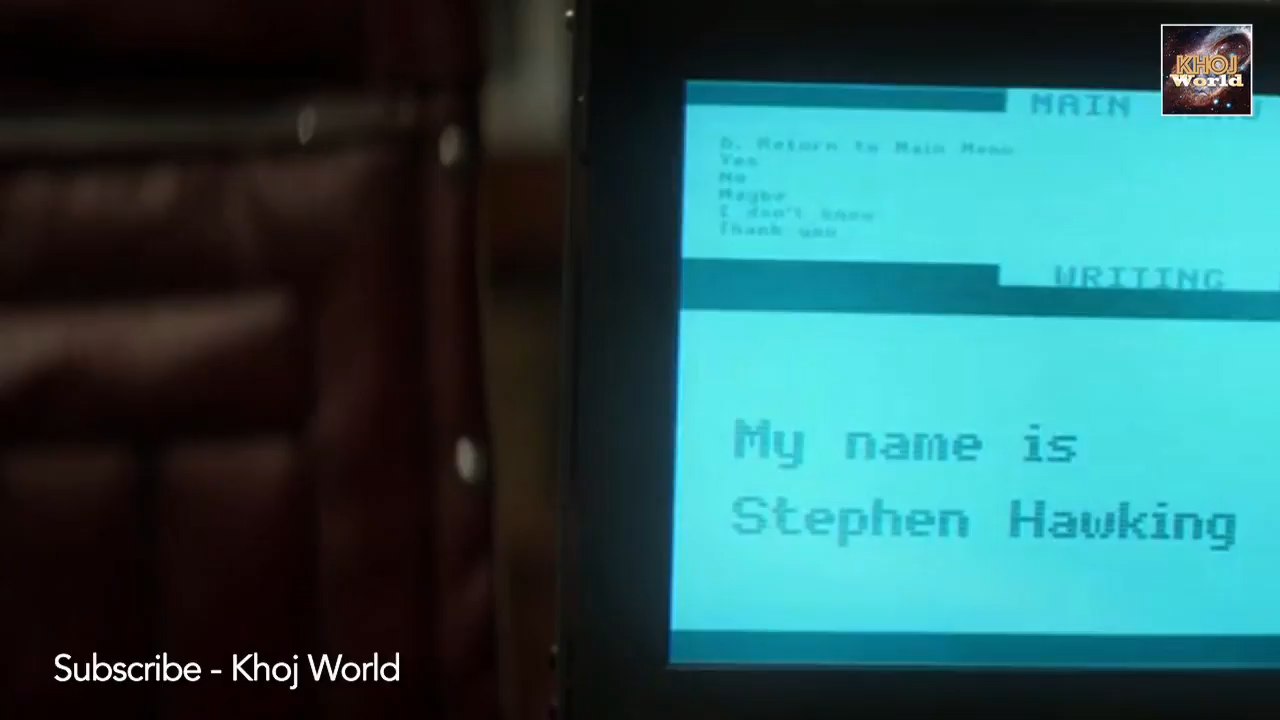 KHOJ
World
MAIN
0. Return to Main Menu
Yes
No
Maybe
I don't know
Thank you
WRITING
My name is
Stephen Hawking
Subscribe - Khoj World